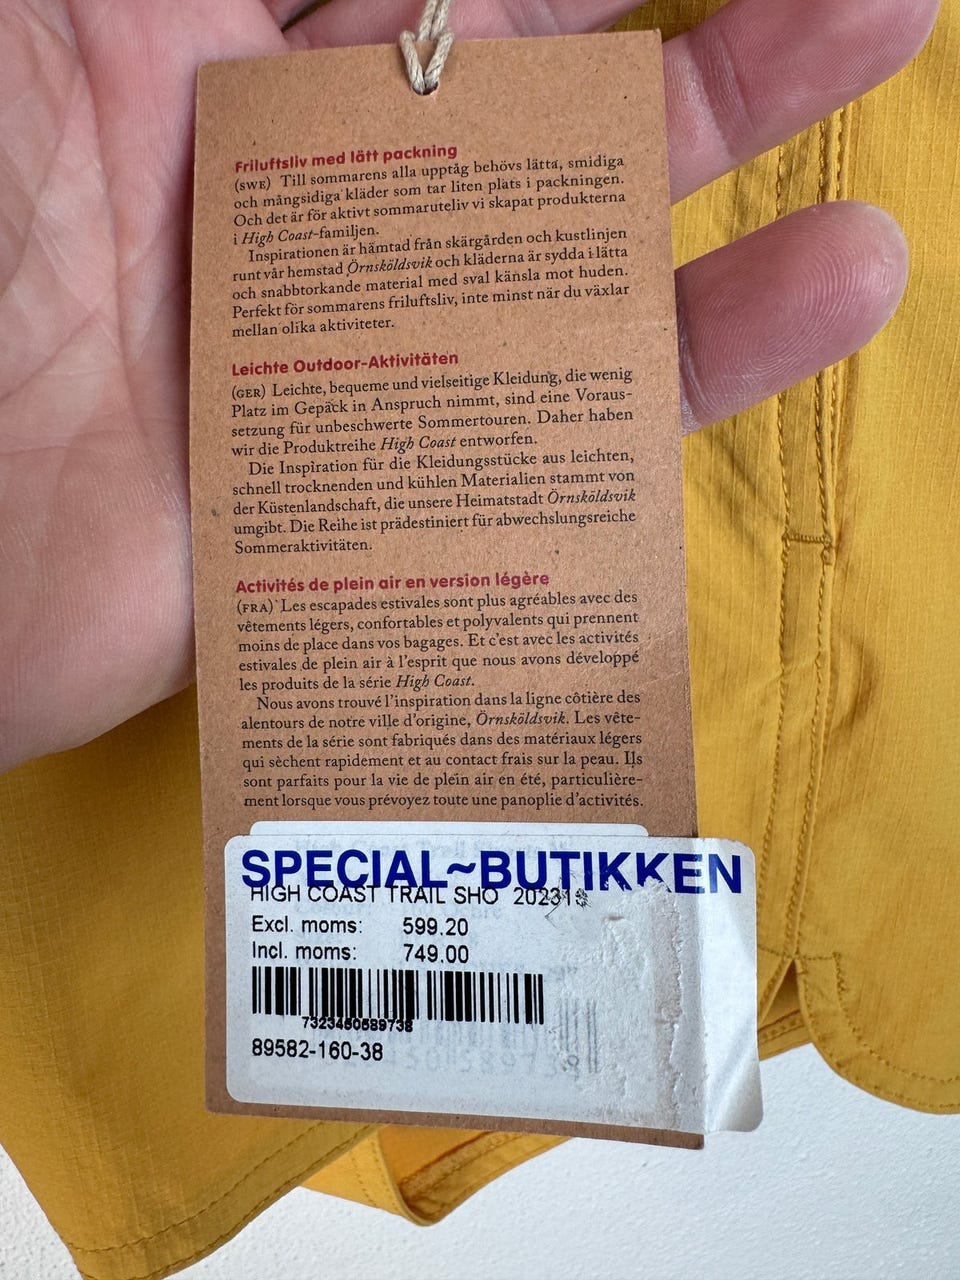 Friluftsliv med lätt packning
(SWE) Till sommarens alla upptåg behövs lätta, smidiga
och mångsidiga kläder som tar liten plats i packningen.
Och det är för aktivt sommaruteliv vi skapat produkterna
i High Coast-familjen.
Inspirationen är hämtad från skärgården och kustlinjen
runt vår hemstad Örnsköldsvik och kläderna är sydda i lätta
och snabbtorkande material med sval känsla mot huden.
Perfekt för sommarens friluftsliv, inte minst när du växlar
mellan olika aktiviteter.
Leichte Outdoor-Aktivitäten
(GER) Leichte, bequeme und vielseitige Kleidung, die wenig
Platz im Gepäck in Anspruch nimmt, sind eine Voraus-
setzung für unbeschwerte Sommertouren. Daher haben
wir die Produktreihe High Coast entworfen.
Die Inspiration für die Kleidungsstücke aus leichten,
schnell trocknenden und kühlen Materialien stammt von
der Küstenlandschaft, die unsere Heimatstadt Örnsköldsvik
umgibt. Die Reihe ist prädestiniert für abwechslungsreiche
Sommeraktivitäten.
Activités de plein air en version légère
(FRA) Les escapades estivales sont plus agréables avec des
vêtements légers, confortables et polyvalents qui prennent
moins de place dans vos bagages. Et c'est avec les activités
estivales de plein air à l'esprit que nous avons développé
les produits de la série High Coast.
Nous avons trouvé l'inspiration dans la ligne côtière des
alentours de notre ville d'origine, Örnsköldsvik. Les vête-
ments de la série sont fabriqués dans des matériaux légers
qui sèchent rapidement et au contact frais sur la peau. Ils
sont parfaits pour la vie de plein air en été, particulière-
ment lorsque vous prévoyez toute une panoplie d'activités.
SPECIAL~BUTIKKEN
HIGH COAST TRAIL SHO
Excl. moms: 599.20
Incl. moms: 749.00
7323450589738
89582-160-38